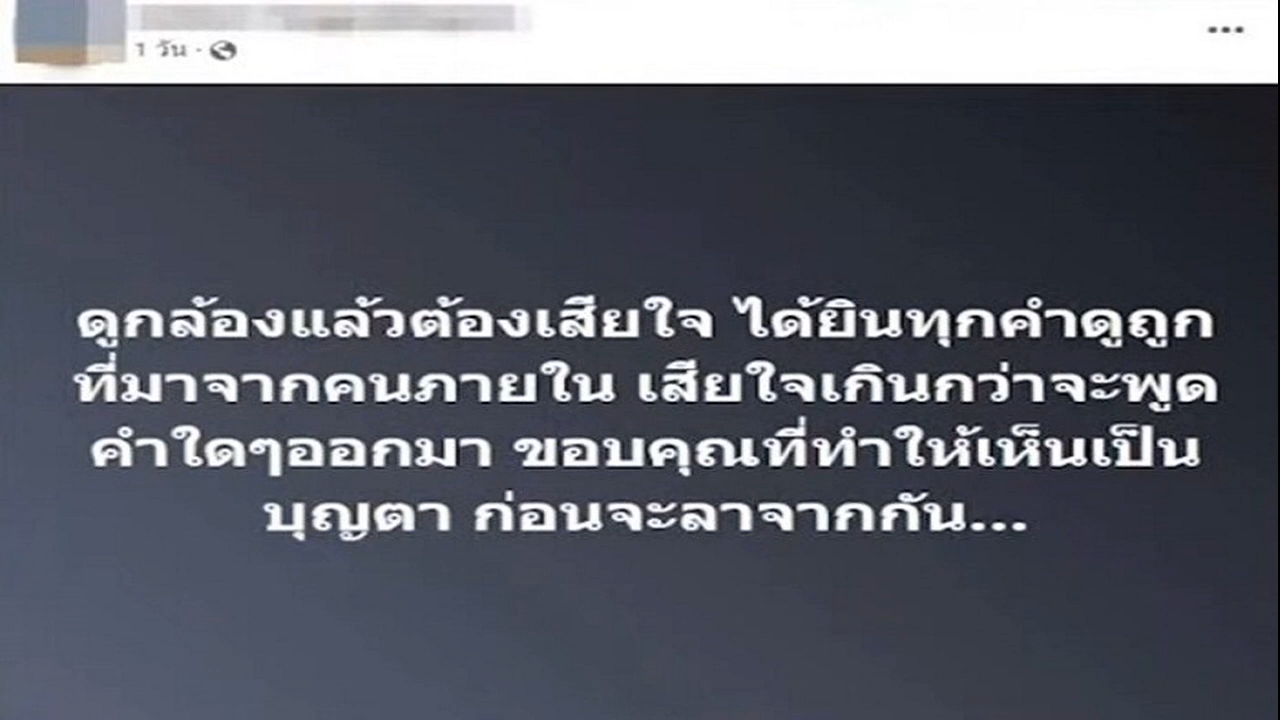 1 วัน ·
ดูกล้องแล้วต้องเสียใจ ได้ยินทุกคำดูถูก
ที่มาจากคนภายใน เสียใจเกินกว่าจะพูด
คำใดๆออกมา ขอบคุณที่ทำให้เห็นเป็น
บุญตา ก่อนจะลาจากกัน...